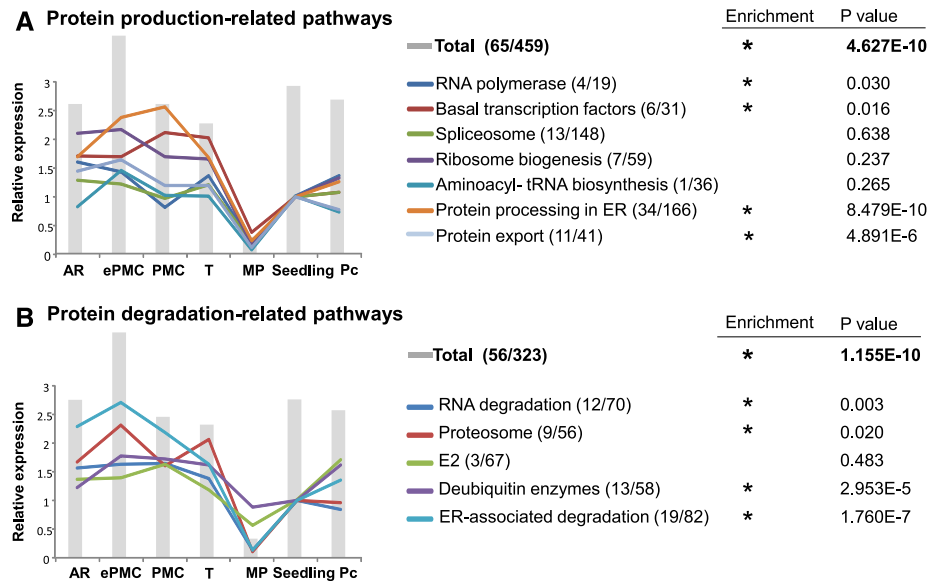 A Protein production-related pathways
Enrichment P value
Total (65/459) * 4.627E-10
RNA polymerase (4/19) * 0.030
Basal transcription factors (6/31) * 0.016
Spliceosome (13/148) 0.638
Ribosome biogenesis (7/59) 0.237
Aminoacyl- tRNA biosynthesis (1/36) 0.265
Protein processing in ER (34/166) * 8.479E-10
Protein export (11/41) * 4.891E-6
Relative expression
3
2.5
2
1.5
1
0.5
0
AR ePMC PMC T MP Seedling Pc
B Protein degradation-related pathways
Enrichment P value
Total (56/323) * 1.155E-10
RNA degradation (12/70) * 0.003
Proteosome (9/56) * 0.020
E2 (3/67) 0.483
Deubiquitin enzymes (13/58) * 2.953E-5
ER-associated degradation (19/82) * 1.760E-7
Relative expression
3
2.5
2
1.5
1
0.5
0
AR ePMC PMC T MP Seedling Pc